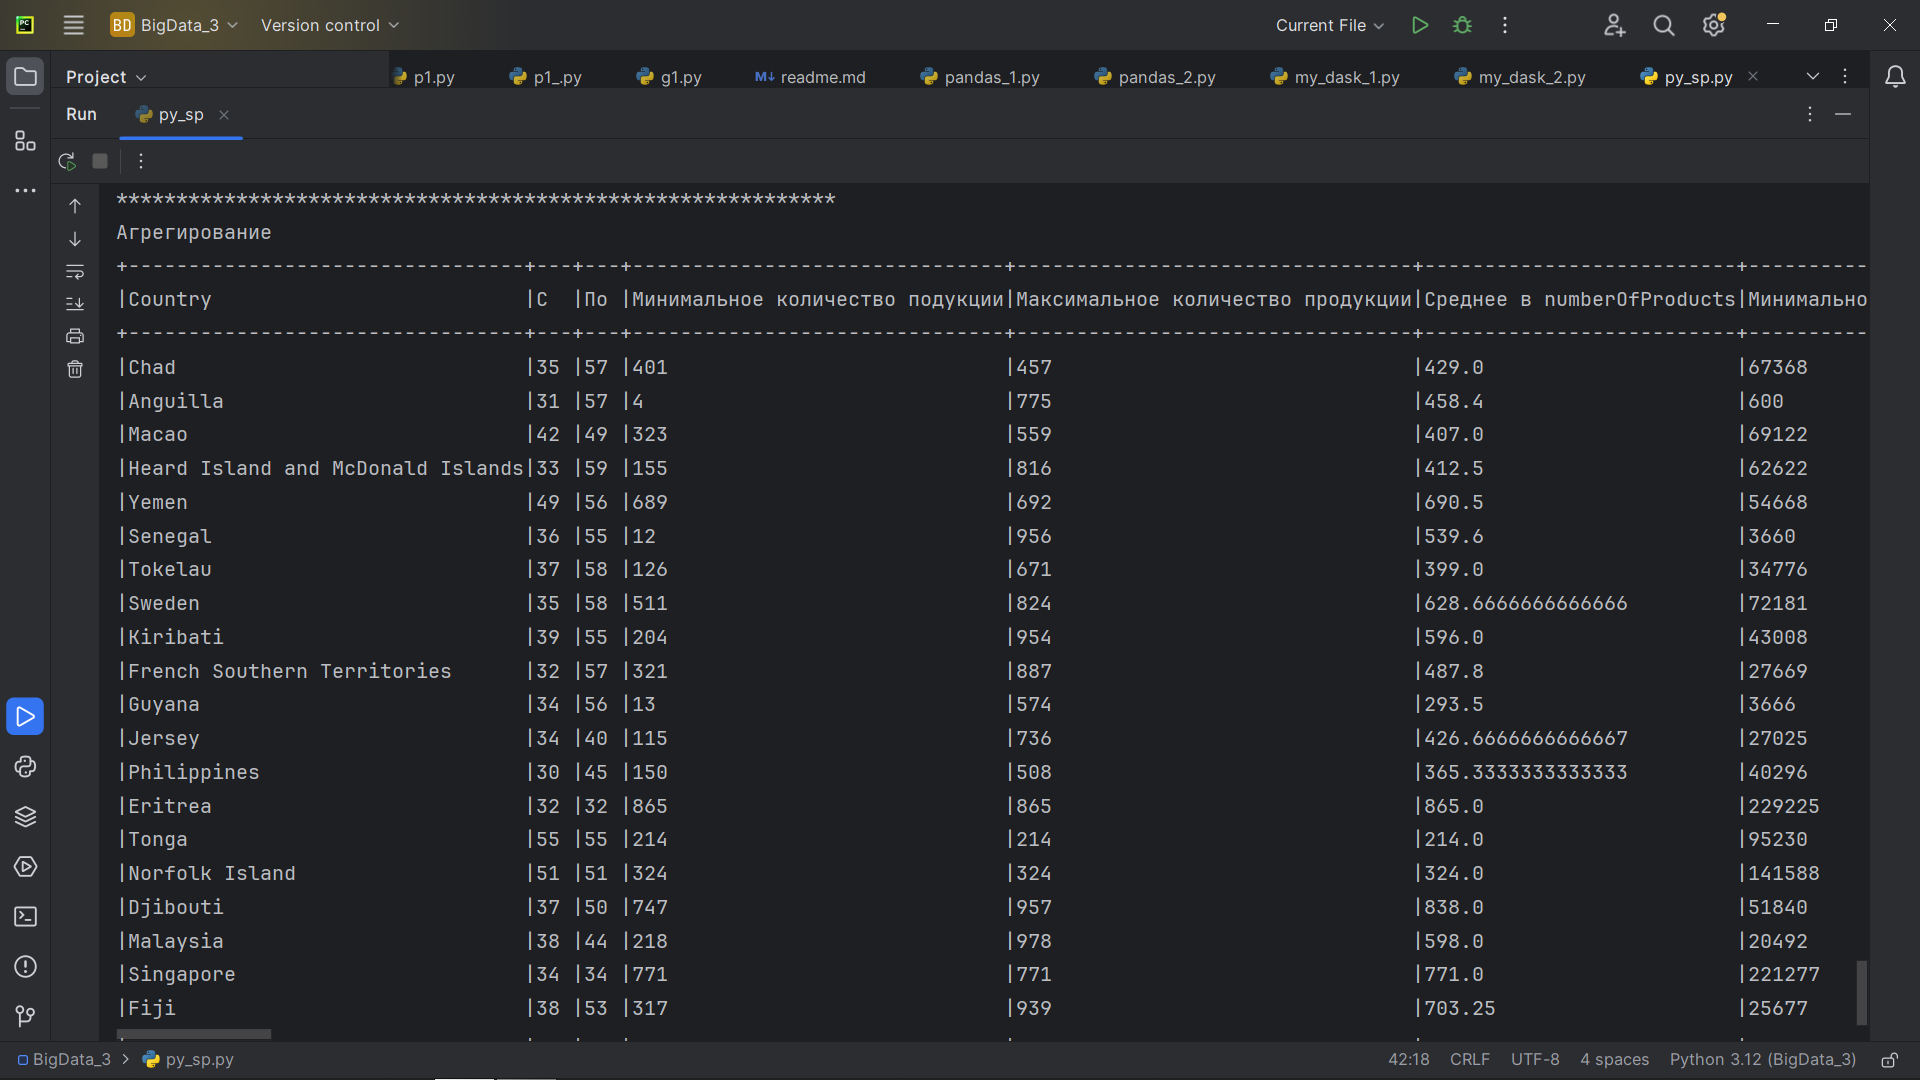 PC BD BigData_3 Version control Current File
Project p1.py p1_.py g1.py M↓ readme.md pandas_1.py pandas_2.py my_dask_1.py my_dask_2.py py_sp.py
Run py_sp
************************************************************
Агрегирование
+---------------------------------+---+---+-------------------------------+---------------------------------+--------------------------+----------
|Country |С |По |Минимальное количество подукции|Максимальное количество продукции|Среднее в numberOfProducts|Минимально
+---------------------------------+---+---+-------------------------------+---------------------------------+--------------------------+----------
|Chad |35 |57 |401 |457 |429.0 |67368
|Anguilla |31 |57 |4 |775 |458.4 |600
|Macao |42 |49 |323 |559 |407.0 |69122
|Heard Island and McDonald Islands|33 |59 |155 |816 |412.5 |62622
|Yemen |49 |56 |689 |692 |690.5 |54668
|Senegal |36 |55 |12 |956 |539.6 |3660
|Tokelau |37 |58 |126 |671 |399.0 |34776
|Sweden |35 |58 |511 |824 |628.6666666666666 |72181
|Kiribati |39 |55 |204 |954 |596.0 |43008
|French Southern Territories |32 |57 |321 |887 |487.8 |27669
|Guyana |34 |56 |13 |574 |293.5 |3666
|Jersey |34 |40 |115 |736 |426.6666666666667 |27025
|Philippines |30 |45 |150 |508 |365.3333333333333 |40296
|Eritrea |32 |32 |865 |865 |865.0 |229225
|Tonga |55 |55 |214 |214 |214.0 |95230
|Norfolk Island |51 |51 |324 |324 |324.0 |141588
|Djibouti |37 |50 |747 |957 |838.0 |51840
|Malaysia |38 |44 |218 |978 |598.0 |20492
|Singapore |34 |34 |771 |771 |771.0 |221277
|Fiji |38 |53 |317 |939 |703.25 |25677
BigData_3 > py_sp.py 42:18 CRLF UTF-8 4 spaces Python 3.12 (BigData_3)